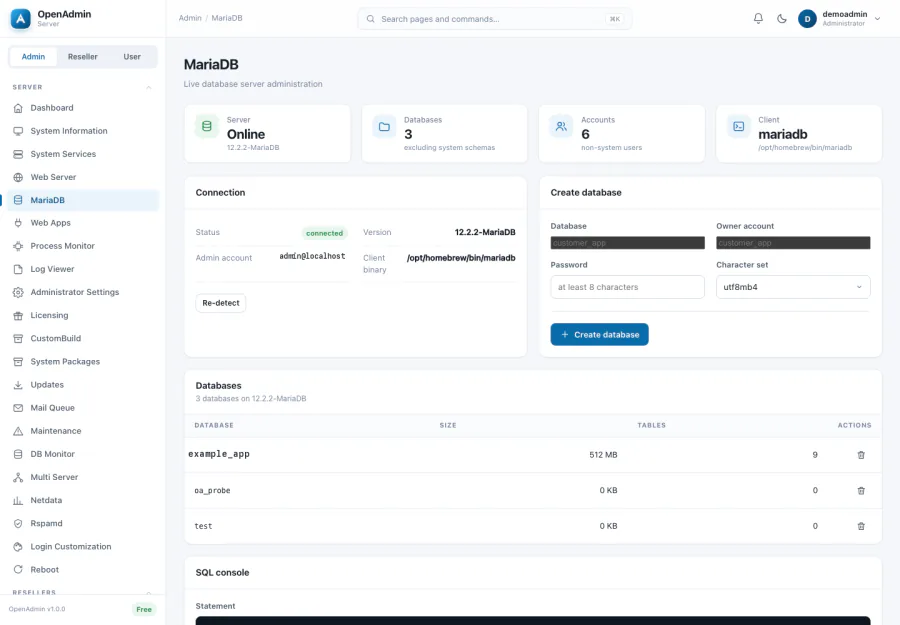 OpenAdmin
Server
Admin / MariaDB
Search pages and commands...
⌘K
D
demoadmin
Administrator
Admin
Reseller
User
SERVER
Dashboard
System Information
System Services
Web Server
MariaDB
Web Apps
Process Monitor
Log Viewer
Administrator Settings
Licensing
CustomBuild
System Packages
Updates
Mail Queue
Maintenance
DB Monitor
Multi Server
Netdata
Rspamd
Login Customization
Reboot
RESELLERS
OpenAdmin v1.0.0
Free
MariaDB
Live database server administration
Server
Online
12.2.2-MariaDB
Databases
3
excluding system schemas
Accounts
6
non-system users
Client
mariadb
/opt/homebrew/bin/mariadb
Connection
Status
connected
Version
12.2.2-MariaDB
Admin account
admin@localhost
Client binary
/opt/homebrew/bin/mariadb
Re-detect
Create database
Database
customer_app
Owner account
customer_app
Password
at least 8 characters
Character set
utf8mb4
+ Create database
Databases
3 databases on 12.2.2-MariaDB
DATABASE SIZE TABLES ACTIONS
example_app 512 MB 9
oa_probe 0 KB 0
test 0 KB 0
SQL console
Statement